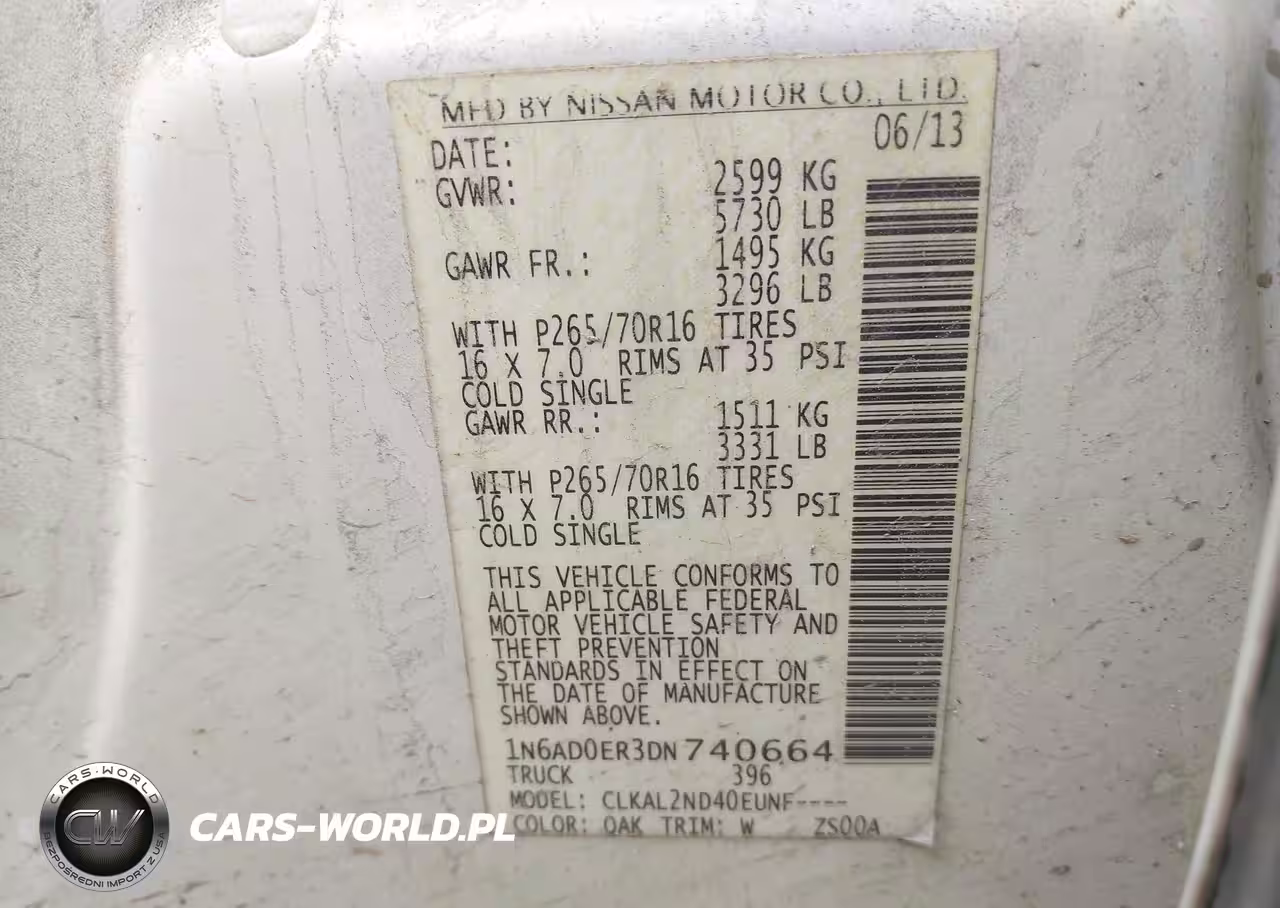 MFD BY NISSAN MOTOR CO., LTD.
DATE: 06/13
GVWR: 2599 KG
5730 LB
GAWR FR.: 1495 KG
3296 LB
WITH P265/70R16 TIRES
16 X 7.0 RIMS AT 35 PSI
COLD SINGLE
GAWR RR.: 1511 KG
3331 LB
WITH P265/70R16 TIRES
16 X 7.0 RIMS AT 35 PSI
COLD SINGLE
THIS VEHICLE CONFORMS TO
ALL APPLICABLE FEDERAL
MOTOR VEHICLE SAFETY AND
THEFT PREVENTION
STANDARDS IN EFFECT ON
THE DATE OF MANUFACTURE
SHOWN ABOVE.
1N6AD0ER3DN740664
TRUCK 396
MODEL: CLKAL2ND40EUNF----
COLOR: QAK TRIM: W ZS00A
CARS-WORLD
CW
BEZPOŚREDNI IMPORT Z USA
CARS-WORLD.PL